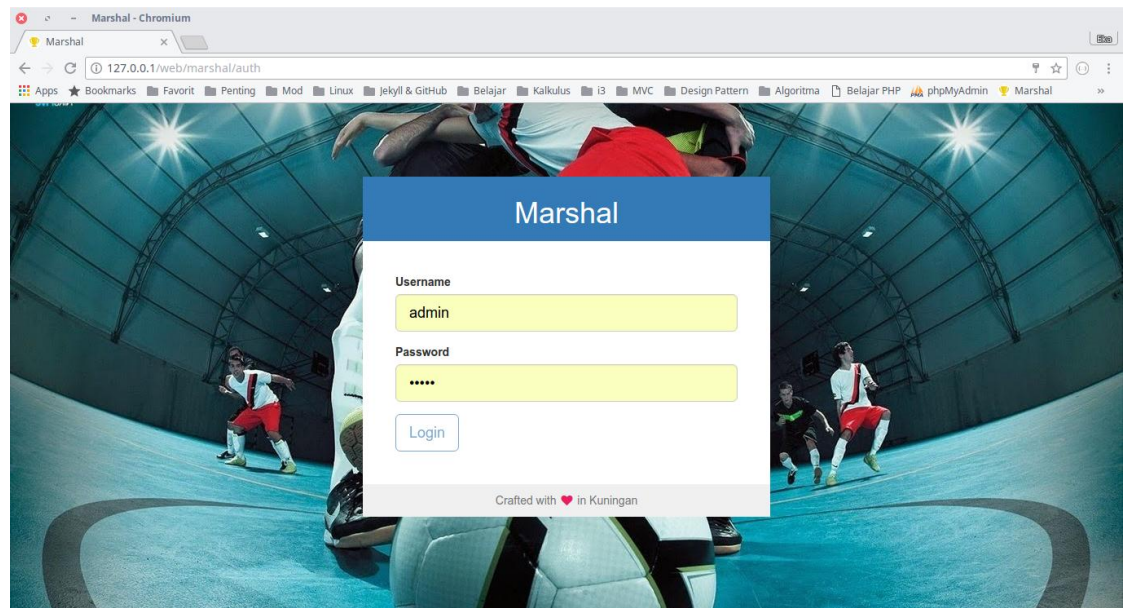 Marshal - Chromium
Marshal
Eka
127.0.0.1/web/marshal/auth
Apps Bookmarks Favorit Penting Mod Linux Jekyll & GitHub Belajar Kalkulus i3 MVC Design Pattern Algoritma Belajar PHP phpMyAdmin Marshal »
Marshal
Username
admin
Password
•••••
Login
Crafted with ♥ in Kuningan